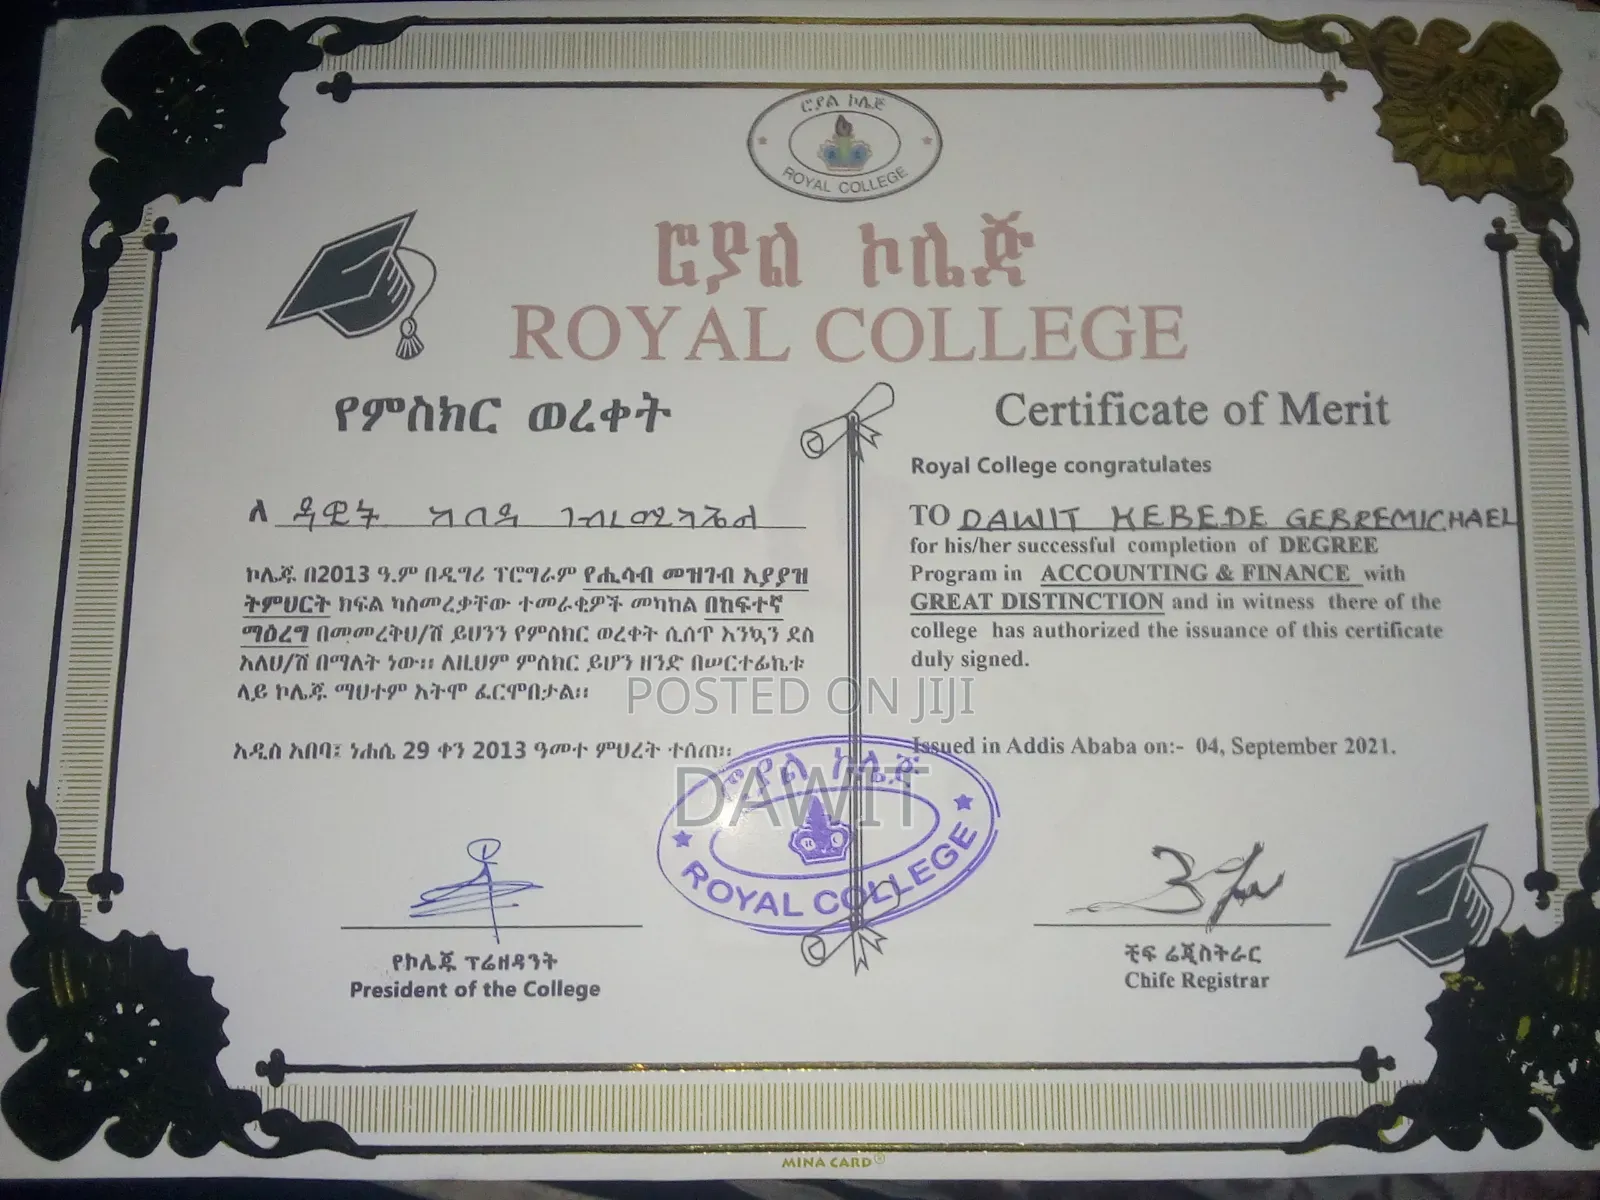 ሮያል ኮሌጅ
ROYAL COLLEGE
ሮያል ኮሌጅ
ROYAL COLLEGE
የምስክር ወረቀት
ለ ዳዊት ከበደ ገብረሚካኤል
ኮሌጁ በ2013 ዓ.ም በዲግሪ ፕሮግራም የሒሳብ መዝገብ አያያዝ
ትምህርት ክፍል ካስመረቃቸው ተመራቂዎች መካከል በከፍተኛ
ማዕረግ በመመረቅህ/ሽ ይህንን የምስክር ወረቀት ሲሰጥ እንኳን ደስ
አለህ/ሽ በማለት ነው፡፡ ለዚህም ምስክር ይሆን ዘንድ በሠርተፊኬቱ
ላይ ኮሌጁ ማህተም አትሞ ፈርሞበታል፡፡
አዲስ አበባ፤ ነሐሴ 29 ቀን 2013 ዓመተ ምህረት ተሰጠ፡፡
Certificate of Merit
Royal College congratulates
TO DAWIT KEBEDE GEBREMICHAEL
for his/her successful completion of DEGREE
Program in ACCOUNTING & FINANCE with
GREAT DISTINCTION and in witness there of the
college has authorized the issuance of this certificate
duly signed.
Issued in Addis Ababa on:- 04, September 2021.
POSTED ON JIJI
DAWIT
ሮያል ኮሌጅ
ROYAL COLLEGE
የኮሌጁ ፕሬዘዳንት
President of the College
ቺፍ ሬጂስትራር
Chife Registrar
MINA CARD®